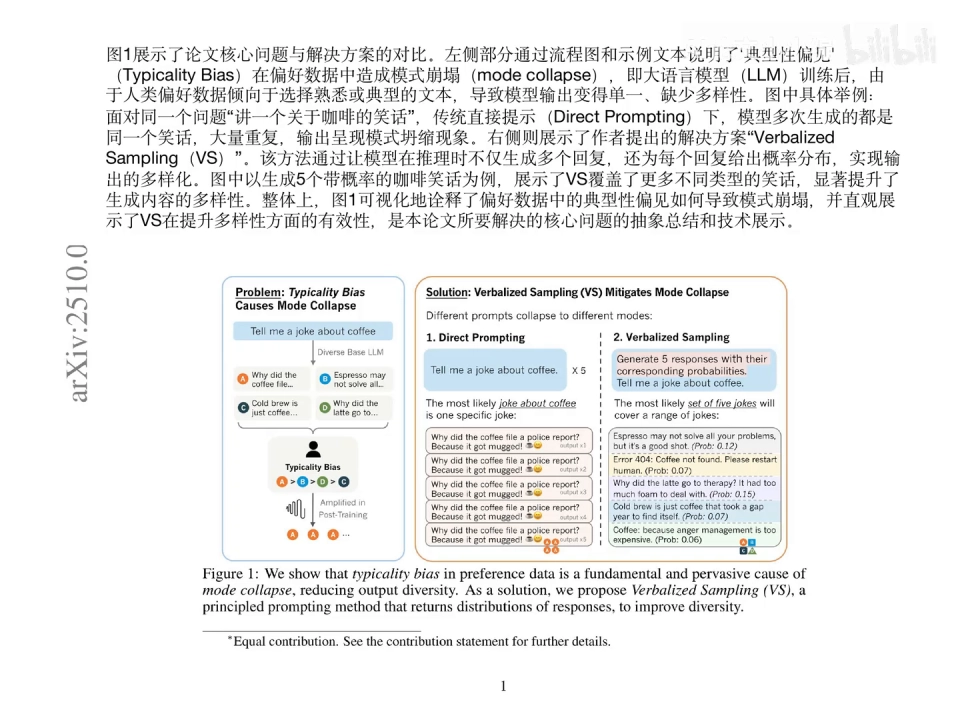 图1展示了论文核心问题与解决方案的对比。左侧部分通过流程图和示例文本说明了‘典型性偏见’
（Typicality Bias）在偏好数据中造成模式崩塌（mode collapse），即大语言模型（LLM）训练后，由
于人类偏好数据倾向于选择熟悉或典型的文本，导致模型输出变得单一、缺少多样性。图中具体举例：
面对同一个问题“讲一个关于咖啡的笑话”，传统直接提示（Direct Prompting）下，模型多次生成的都是
同一个笑话，大量重复，输出呈现模式坍缩现象。右侧则展示了作者提出的解决方案“Verbalized
Sampling（VS）”。该方法通过让模型在推理时不仅生成多个回复，还为每个回复给出概率分布，实现输
出的多样化。图中以生成5个带概率的咖啡笑话为例，展示了VS覆盖了更多不同类型的笑话，显著提升了
生成内容的多样性。整体上，图1可视化地诠释了偏好数据中的典型性偏见如何导致模式崩塌，并直观展
示了VS在提升多样性方面的有效性，是本论文所要解决的核心问题的抽象总结和技术展示。
bilibili
arXiv:2510.0
Problem: Typicality Bias
Causes Mode Collapse
Tell me a joke about coffee
Diverse Base LLM
A Why did the
coffee file...
B Espresso may
not solve all...
C Cold brew is
just coffee...
D Why did the
latte go to...
Typicality Bias
A > B > D > C
Amplified in
Post-Training
A A A ...
Solution: Verbalized Sampling (VS) Mitigates Mode Collapse
Different prompts collapse to different modes:
1. Direct Prompting
Tell me a joke about coffee.
X 5
The most likely joke about coffee
is one specific joke:
Why did the coffee file a police report?
Because it got mugged! output x1
Why did the coffee file a police report?
Because it got mugged! output x2
Why did the coffee file a police report?
Because it got mugged! output x3
Why did the coffee file a police report?
Because it got mugged! output x4
Why did the coffee file a police report?
Because it got mugged! output x5
2. Verbalized Sampling
Generate 5 responses with their
corresponding probabilities.
Tell me a joke about coffee.
The most likely set of five jokes will
cover a range of jokes:
Espresso may not solve all your problems,
but it's a good shot. (Prob: 0.12)
Error 404: Coffee not found. Please restart
human. (Prob: 0.07)
Why did the latte go to therapy? It had too
much foam to deal with. (Prob: 0.15)
Cold brew is just coffee that took a gap
year to find itself. (Prob: 0.07)
Coffee: because anger management is too
expensive. (Prob: 0.06)
Figure 1: We show that typicality bias in preference data is a fundamental and pervasive cause of
mode collapse, reducing output diversity. As a solution, we propose Verbalized Sampling (VS), a
principled prompting method that returns distributions of responses, to improve diversity.
*Equal contribution. See the contribution statement for further details.
1